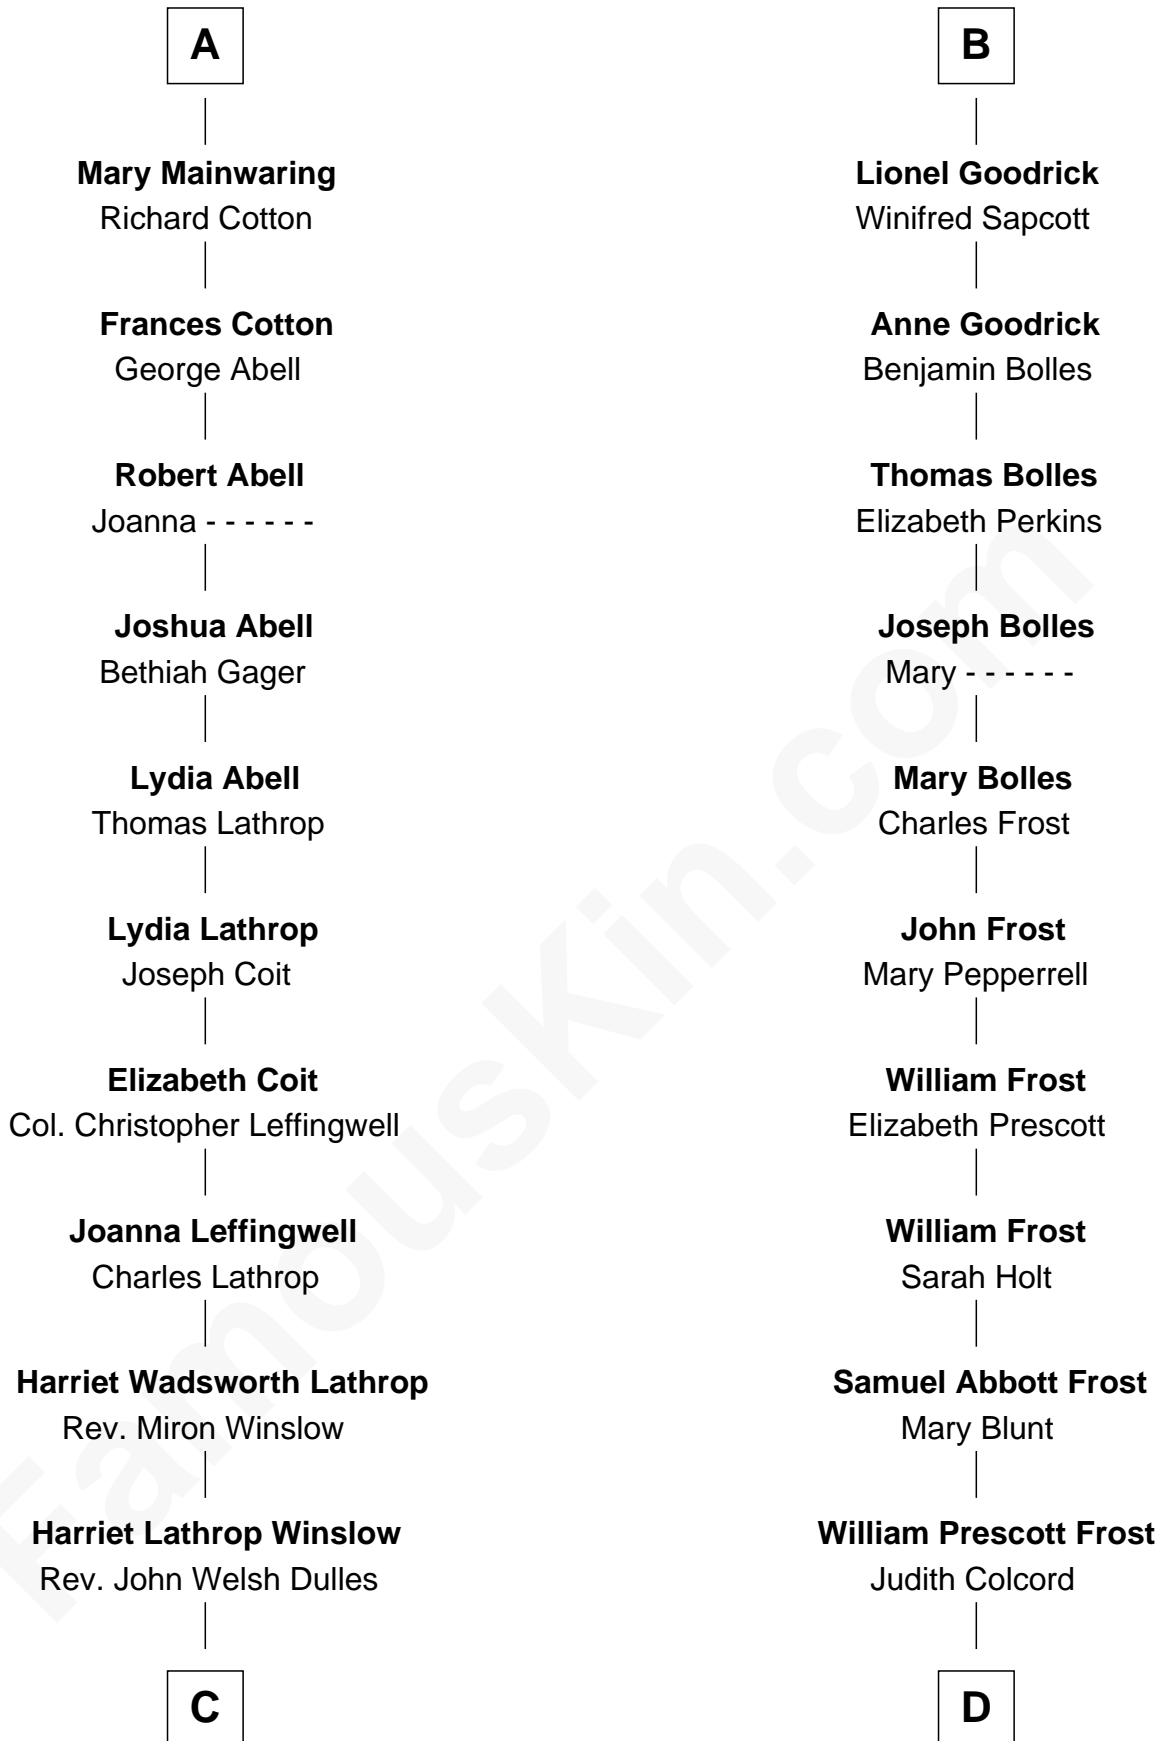 A
Mary Mainwaring
Richard Cotton
Frances Cotton
George Abell
Robert Abell
Joanna - - - - - -
Joshua Abell
Bethiah Gager
Lydia Abell
Thomas Lathrop
Lydia Lathrop
Joseph Coit
Elizabeth Coit
Col. Christopher Leffingwell
Joanna Leffingwell
Charles Lathrop
Harriet Wadsworth Lathrop
Rev. Miron Winslow
Harriet Lathrop Winslow
Rev. John Welsh Dulles
C
B
Lionel Goodrick
Winifred Sapcott
Anne Goodrick
Benjamin Bolles
Thomas Bolles
Elizabeth Perkins
Joseph Bolles
Mary - - - - - -
Mary Bolles
Charles Frost
John Frost
Mary Pepperrell
William Frost
Elizabeth Prescott
William Frost
Sarah Holt
Samuel Abbott Frost
Mary Blunt
William Prescott Frost
Judith Colcord
D
FamousKin.com